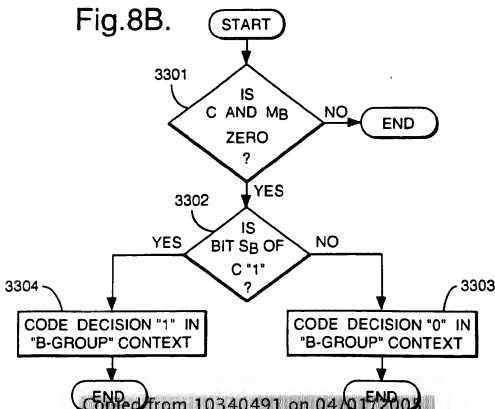 Fig.8B.
START
3301
IS
C AND MB
ZERO
?
NO
END
YES
3302
IS
BIT SB OF
C "1"
?
YES
NO
3304
CODE DECISION "1" IN
"B-GROUP" CONTEXT
3303
CODE DECISION "0" IN
"B-GROUP" CONTEXT
END
END
Copied from 10340491 on 04/01/2005